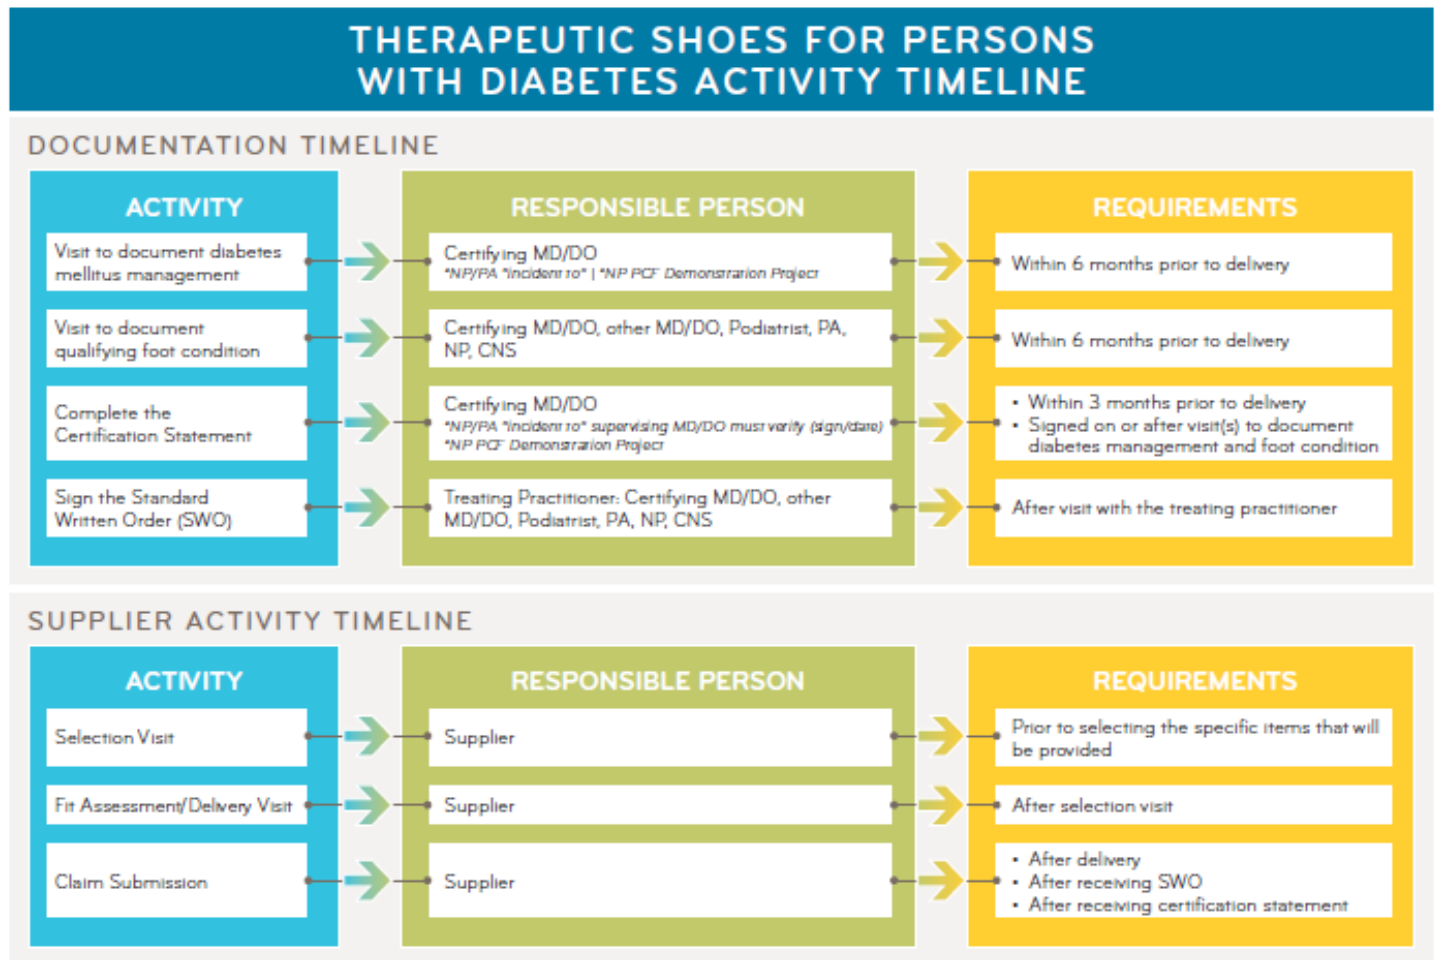 THERAPEUTIC SHOES FOR PERSONS
WITH DIABETES ACTIVITY TIMELINE
DOCUMENTATION TIMELINE
ACTIVITY
RESPONSIBLE PERSON
REQUIREMENTS
Visit to document diabetes
mellitus management
Certifying MD/DO
*NP/PA "incident to" | *NP PCF Demonstration Project
Within 6 months prior to delivery
Visit to document
qualifying foot condition
Certifying MD/DO, other MD/DO, Podiatrist, PA,
NP, CNS
Within 6 months prior to delivery
Complete the
Certification Statement
Certifying MD/DO
*NP/PA "incident to" supervising MD/DO must verify (sign/date)
*NP PCF Demonstration Project
• Within 3 months prior to delivery
• Signed on or after visit(s) to document
diabetes management and foot condition
Sign the Standard
Written Order (SWO)
Treating Practitioner: Certifying MD/DO, other
MD/DO, Podiatrist, PA, NP, CNS
After visit with the treating practitioner
SUPPLIER ACTIVITY TIMELINE
ACTIVITY
RESPONSIBLE PERSON
REQUIREMENTS
Selection Visit
Supplier
Prior to selecting the specific items that will
be provided
Fit Assessment/Delivery Visit
Supplier
After selection visit
Claim Submission
Supplier
• After delivery
• After receiving SWO
• After receiving certification statement